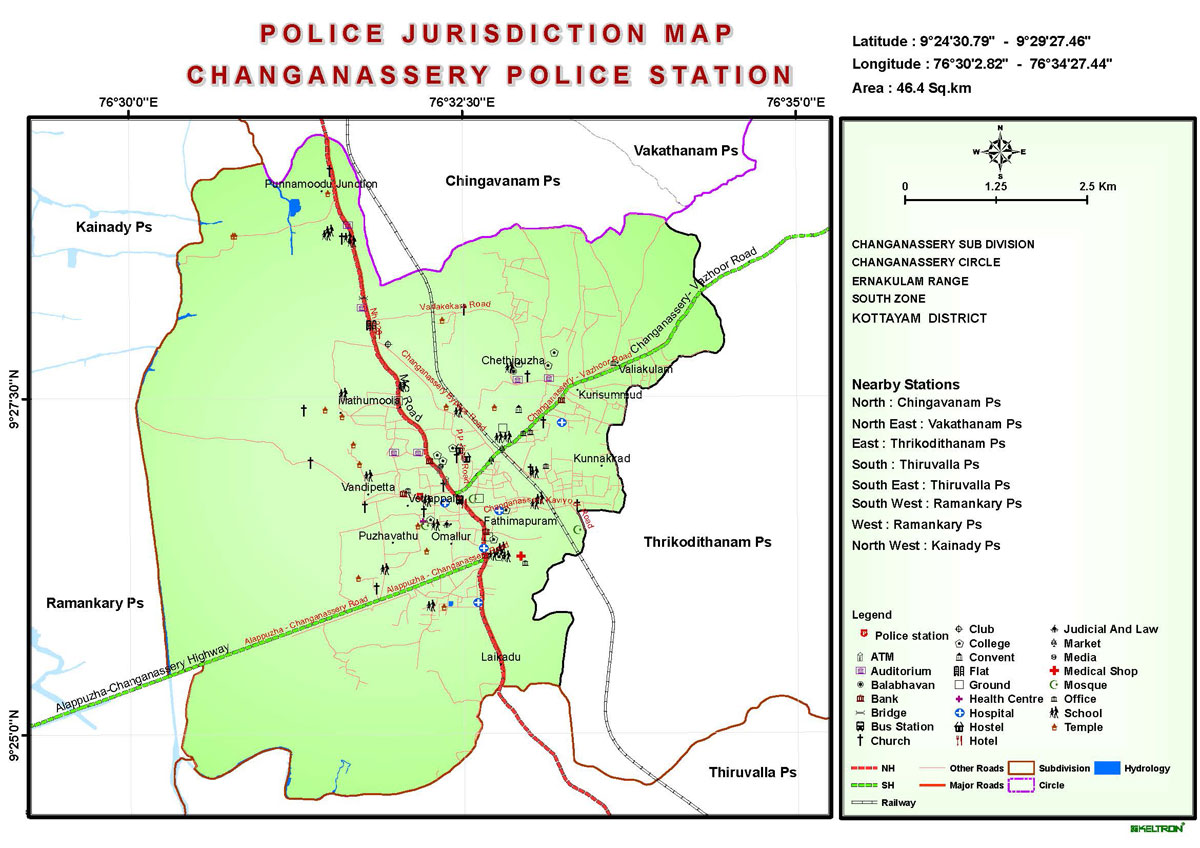 POLICE JURISDICTION MAP
CHANGANASSERY POLICE STATION
Latitude : 9°24'30.79" - 9°29'27.46"
Longitude : 76°30'2.82" - 76°34'27.44"
Area : 46.4 Sq.km
76°30'0"E
76°32'30"E
76°35'0"E
9°27'30"N
9°25'0"N
Vakathanam Ps
Chingavanam Ps
Punnamoodu Junction
Kainady Ps
Changanassery- Vazhoor Road
Vadakekara Road
Nh 220
Changanassery Bypass Road
Chethipuzha
Changanassery - Vazhoor Road
Valiakulam
Kurisummud
Mathumoola
M C Road
Kunnakkad
Vandipetta
Changanassery Kaviyoor Road
Fathimapuram
Puzhavathu
Omallur
Thrikodithanam Ps
Alappuzha - Changanassery Road
Alappuzha - Changanassery Road
Ramankary Ps
Alappuzha-Changanassery Highway
Laikadu
Thiruvalla Ps
N
W
E
S
0
1.25
2.5 Km
CHANGANASSERY SUB DIVISION
CHANGANASSERY CIRCLE
ERNAKULAM RANGE
SOUTH ZONE
KOTTAYAM DISTRICT
Nearby Stations
North : Chingavanam Ps
North East : Vakathanam Ps
East : Thrikodithanam Ps
South : Thiruvalla Ps
South East : Thiruvalla Ps
South West : Ramankary Ps
West : Ramankary Ps
North West : Kainady Ps
Legend
Police station
ATM
Auditorium
Balabhavan
Bank
Bridge
Bus Station
Church
Club
College
Convent
Flat
Ground
Health Centre
Hospital
Hostel
Hotel
Judicial And Law
Market
Media
Medical Shop
Mosque
Office
School
Temple
NH
SH
Railway
Other Roads
Major Roads
Subdivision
Circle
Hydrology
KELTRON